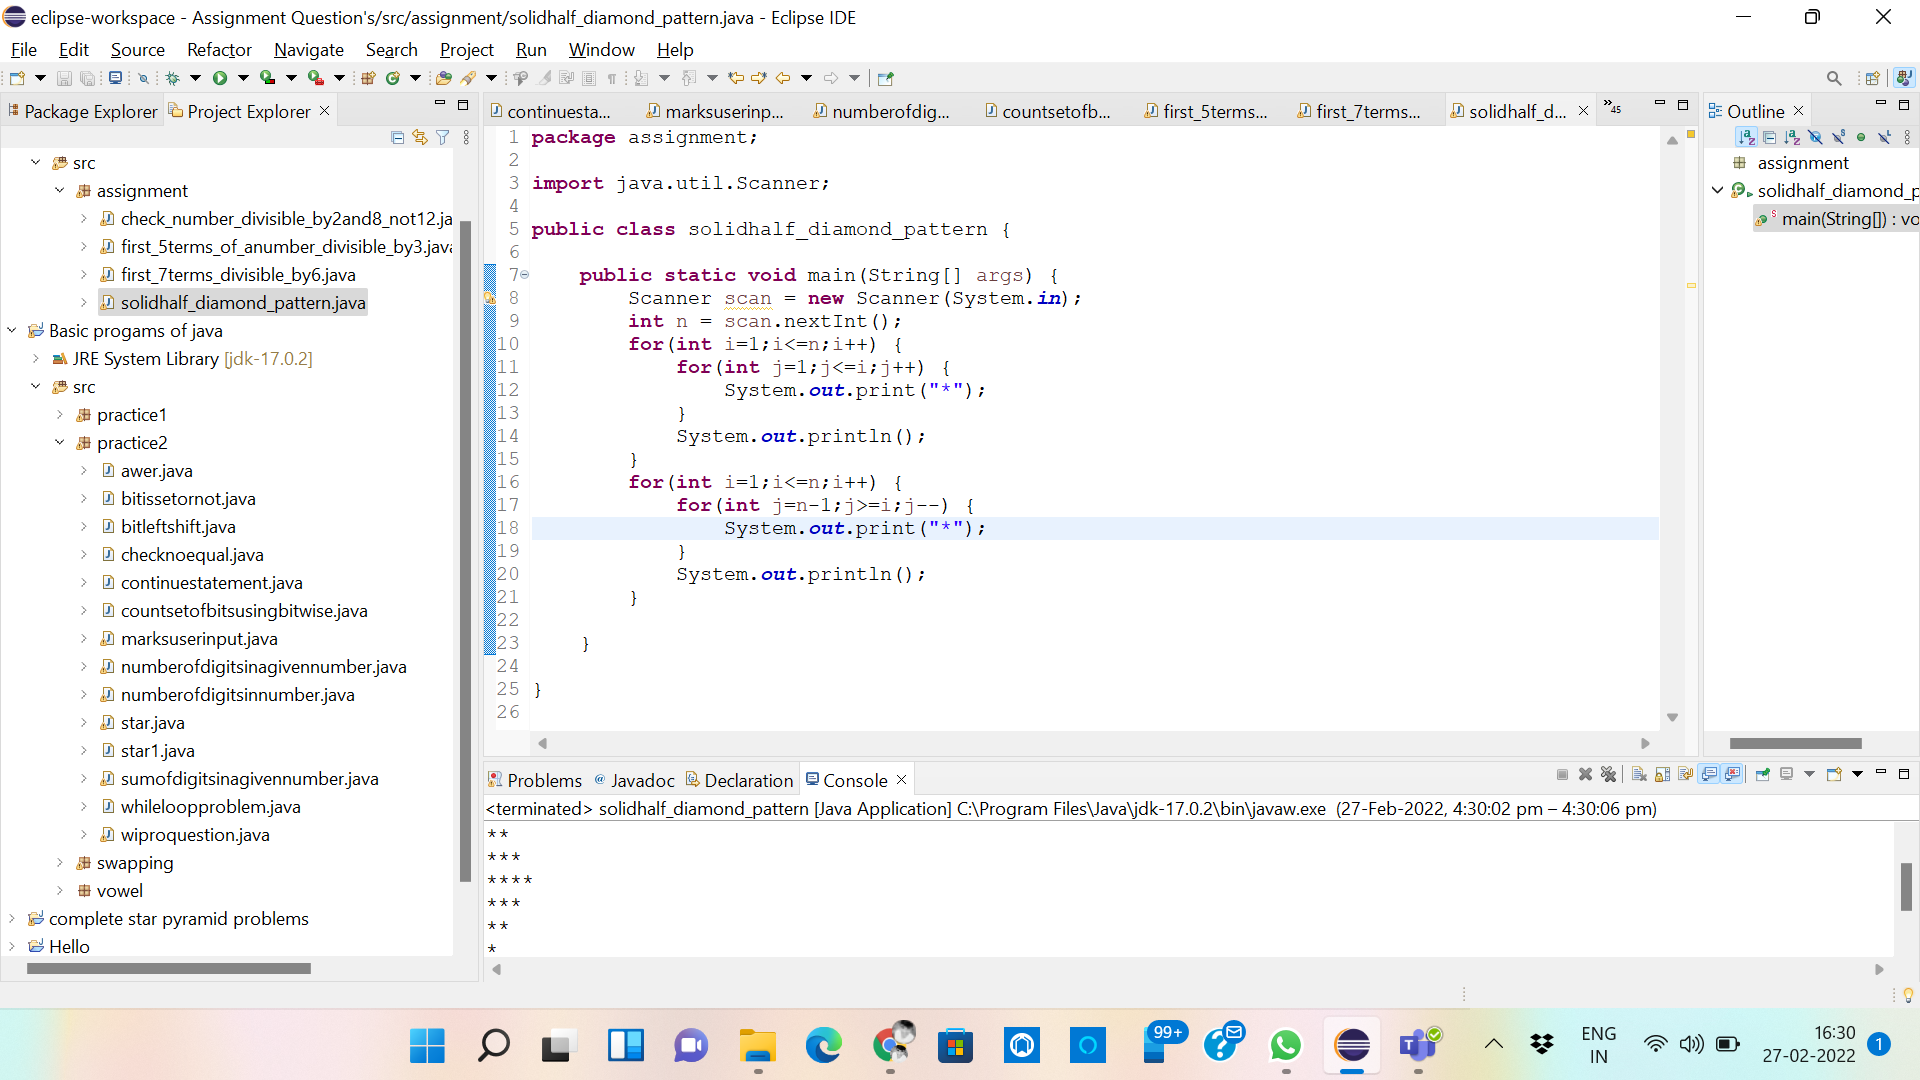 eclipse-workspace - Assignment Question's/src/assignment/solidhalf_diamond_pattern.java - Eclipse IDE
File Edit Source Refactor Navigate Search Project Run Window Help
Package Explorer Project Explorer
continuesta... marksuserinp... numberofdig... countsetofb... first_5terms... first_7terms... solidhalf_d... »45
Outline
src
assignment
check_number_divisible_by2and8_not12.ja
first_5terms_of_anumber_divisible_by3.java
first_7terms_divisible_by6.java
solidhalf_diamond_pattern.java
Basic progams of java
JRE System Library [jdk-17.0.2]
src
practice1
practice2
awer.java
bitissetornot.java
bitleftshift.java
checknoequal.java
continuestatement.java
countsetofbitsusingbitwise.java
marksuserinput.java
numberofdigitsinagivennumber.java
numberofdigitsinnumber.java
star.java
star1.java
sumofdigitsinagivennumber.java
whileloopproblem.java
wiproquestion.java
swapping
vowel
complete star pyramid problems
Hello
1 package assignment;
2
3 import java.util.Scanner;
4
5 public class solidhalf_diamond_pattern {
6
7     public static void main(String[] args) {
8         Scanner scan = new Scanner(System.in);
9         int n = scan.nextInt();
10         for(int i=1;i<=n;i++) {
11             for(int j=1;j<=i;j++) {
12                 System.out.print("*");
13             }
14             System.out.println();
15         }
16         for(int i=1;i<=n;i++) {
17             for(int j=n-1;j>=i;j--) {
18                 System.out.print("*");
19             }
20             System.out.println();
21         }
22
23     }
24
25 }
26
assignment
solidhalf_diamond_p
main(String[]) : vo
Problems Javadoc Declaration Console
<terminated> solidhalf_diamond_pattern [Java Application] C:\Program Files\Java\jdk-17.0.2\bin\javaw.exe (27-Feb-2022, 4:30:02 pm – 4:30:06 pm)
**
***
****
***
**
*
99+
ENG
IN
16:30
27-02-2022
1